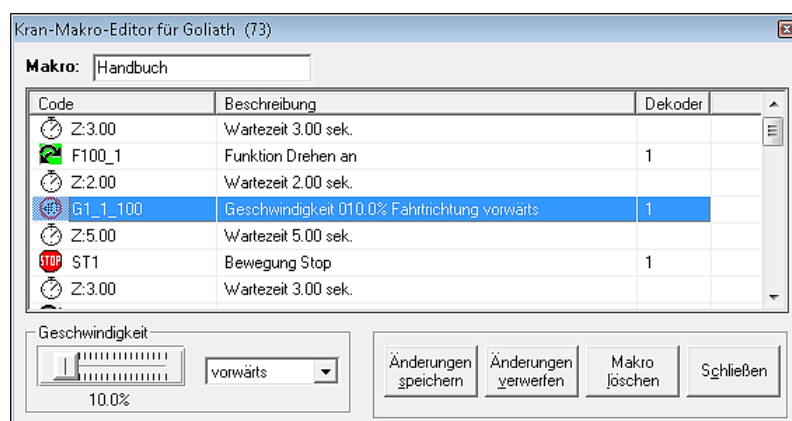 Kran-Makro-Editor für Goliath (73)
Makro: Handbuch
Code Beschreibung Dekoder
Z:3.00 Wartezeit 3.00 sek.
F100_1 Funktion Drehen an 1
Z:2.00 Wartezeit 2.00 sek.
G1_1_100 Geschwindigkeit 010.0% Fahrtrichtung vorwärts 1
Z:5.00 Wartezeit 5.00 sek.
STOP ST1 Bewegung Stop 1
Z:3.00 Wartezeit 3.00 sek.
Geschwindigkeit
vorwärts
10.0%
Änderungen speichern
Änderungen verwerfen
Makro löschen
Schließen